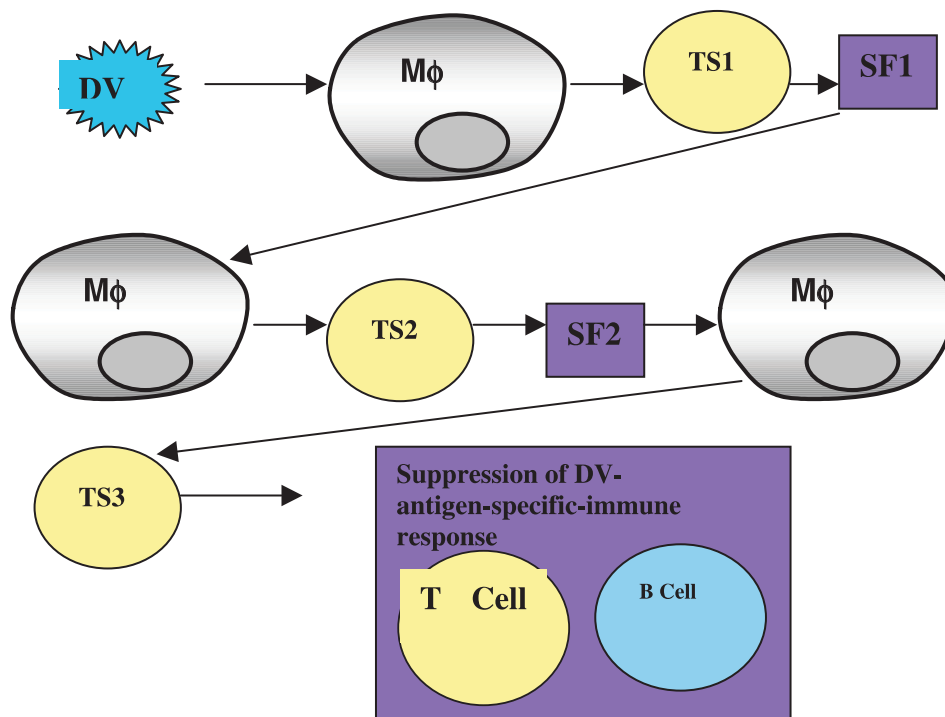 DV
Mϕ
TS1
SF1
Mϕ
TS2
SF2
Mϕ
TS3
Suppression of DV-
antigen-specific-immune
response
T Cell
B Cell